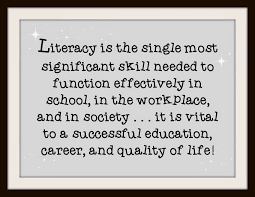 Literacy is the single most
significant skill needed to
function effectively in
school, in the workplace,
and in society . . . it is vital
to a successful education,
career, and quality of life!